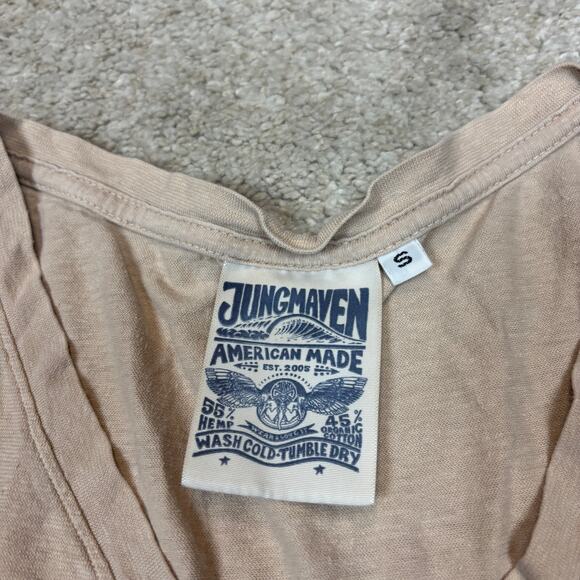 JUNGMAVEN
AMERICAN MADE
EST. 2005
55% HEMP
45% ORGANIC COTTON
WASH COLD-TUMBLE DRY
S